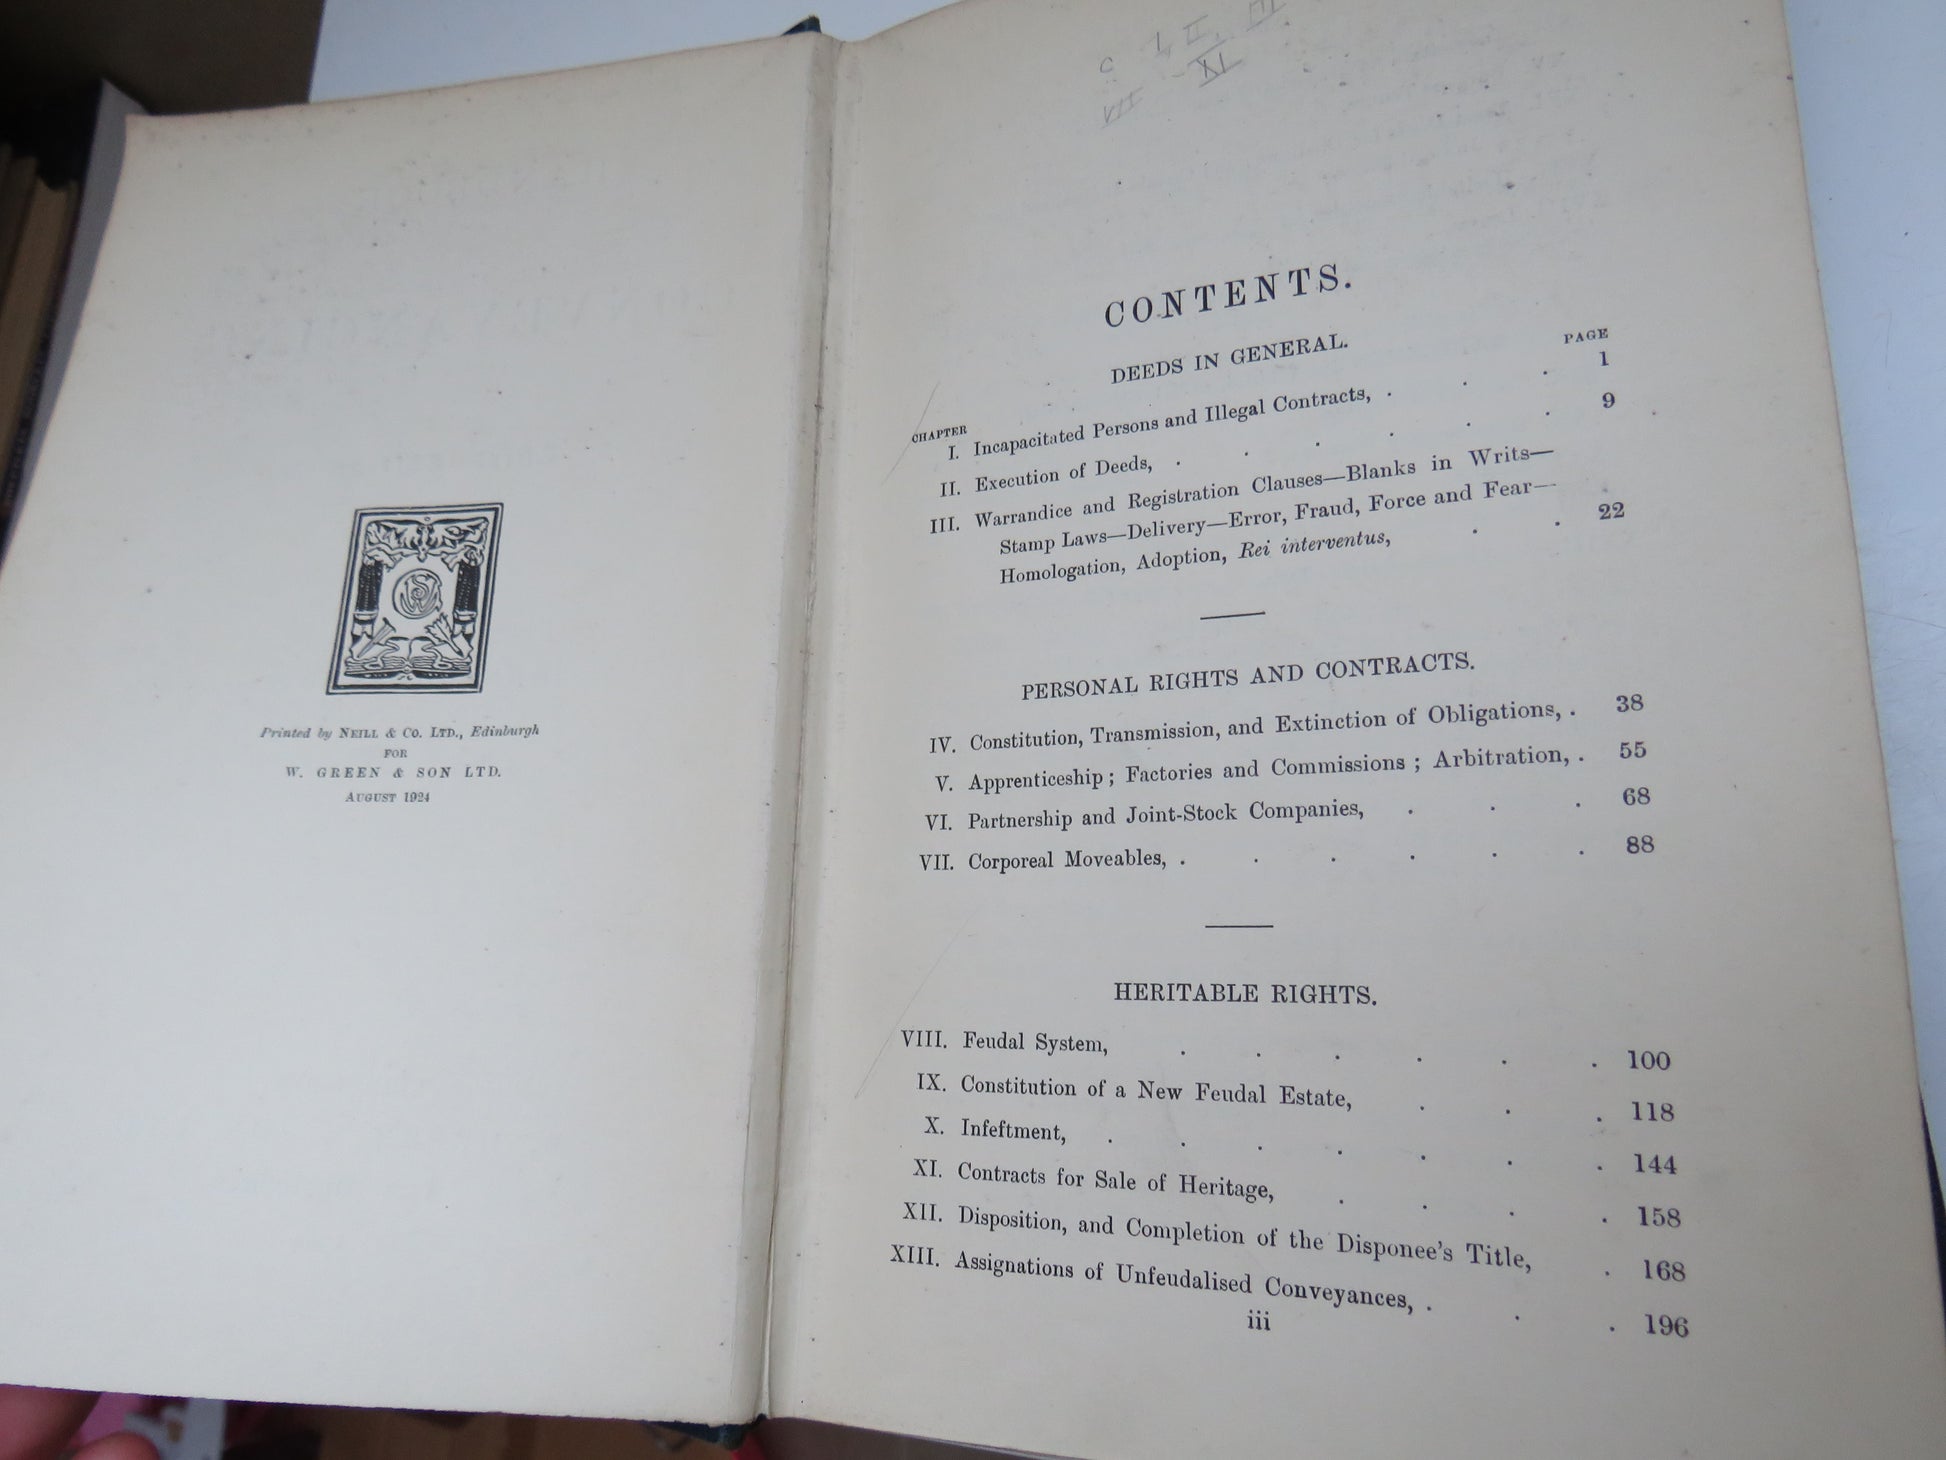 Printed by NEILL & CO. LTD., Edinburgh
FOR
W. GREEN & SON LTD.
AUGUST 1924
C I, II, III
VII XI
CONTENTS.
DEEDS IN GENERAL.
PAGE
CHAPTER
I. Incapacitated Persons and Illegal Contracts, . . . 1
II. Execution of Deeds, . . . . . . 9
III. Warrandice and Registration Clauses—Blanks in Writs—
Stamp Laws—Delivery—Error, Fraud, Force and Fear—
Homologation, Adoption, Rei interventus, . . 22
PERSONAL RIGHTS AND CONTRACTS.
IV. Constitution, Transmission, and Extinction of Obligations, . 38
V. Apprenticeship; Factories and Commissions; Arbitration, . 55
VI. Partnership and Joint-Stock Companies, . . . 68
VII. Corporeal Moveables, . . . . . . 88
HERITABLE RIGHTS.
VIII. Feudal System, . . . . . . 100
IX. Constitution of a New Feudal Estate, . . . 118
X. Infeftment, . . . . . . . 144
XI. Contracts for Sale of Heritage, . . . . 158
XII. Disposition, and Completion of the Disponee's Title, . 168
XIII. Assignations of Unfeudalised Conveyances, . . . 196
iii